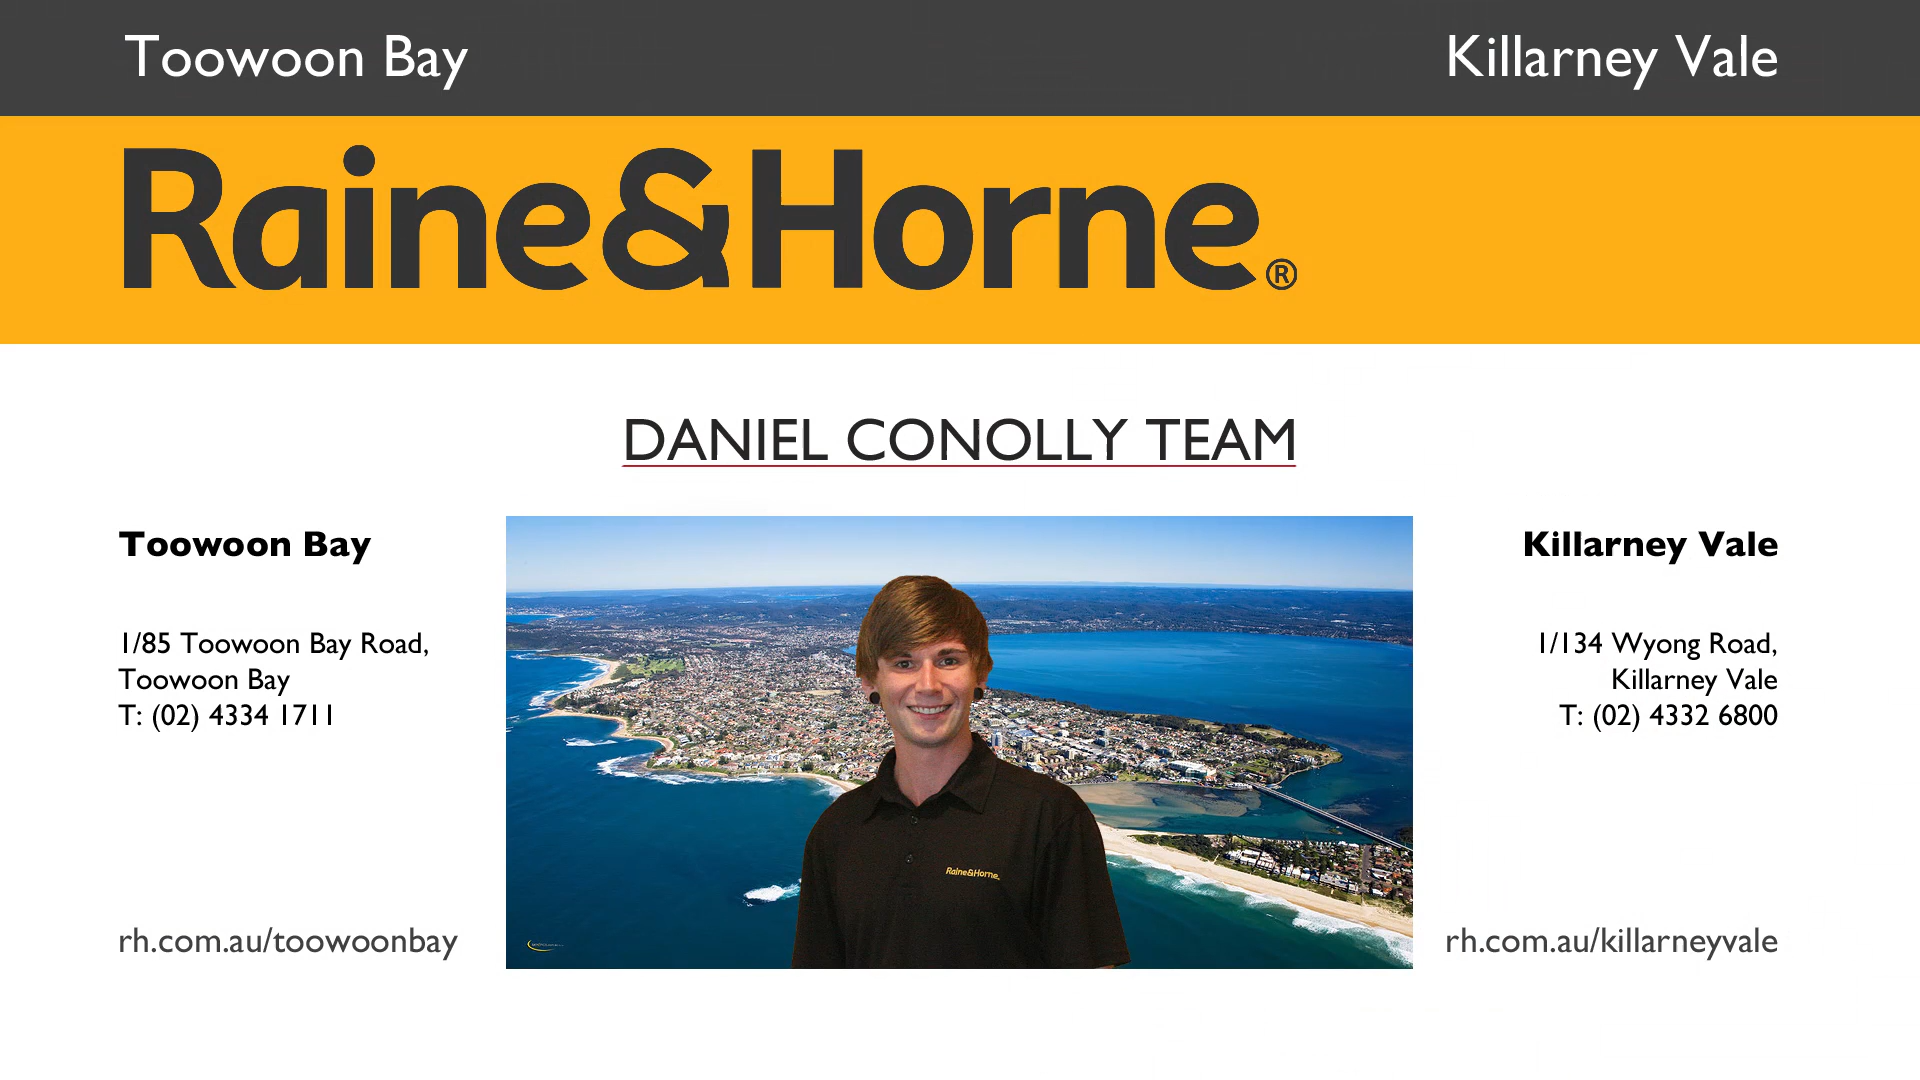 Toowoon Bay
Killarney Vale
Raine&Horne®
DANIEL CONOLLY TEAM
Toowoon Bay
1/85 Toowoon Bay Road,
Toowoon Bay
T: (02) 4334 1711
rh.com.au/toowoonbay
Raine&Horne
Killarney Vale
1/134 Wyong Road,
Killarney Vale
T: (02) 4332 6800
rh.com.au/killarneyvale